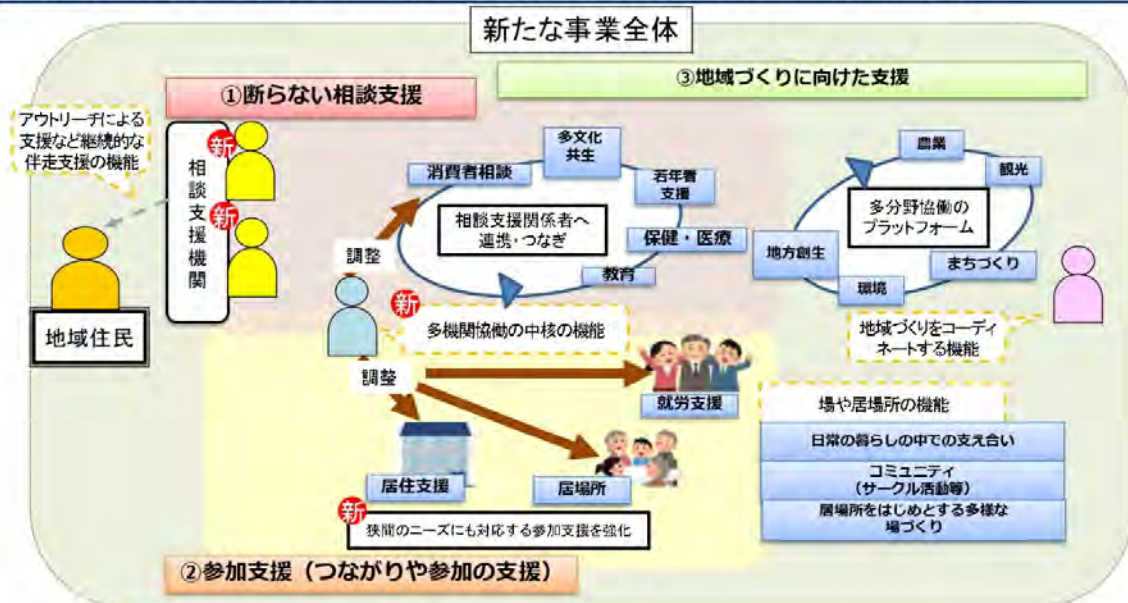 新たな事業全体
①断らない相談支援
③地域づくりに向けた支援
アウトリーチによる
支援など継続的な
伴走支援の機能
相談支援機関
新
新
地域住民
多文化
共生
消費者相談
若年者
支援
相談支援関係者へ
連携・つなぎ
保健・医療
教育
調整
新
多機関協働の中核の機能
農業
観光
多分野協働の
プラットフォーム
地方創生
まちづくり
環境
地域づくりをコーディ
ネートする機能
調整
就労支援
居住支援
居場所
新
狭間のニーズにも対応する参加支援を強化
場や居場所の機能
日常の暮らしの中での支え合い
コミュニティ
（サークル活動等）
居場所をはじめとする多様な
場づくり
②参加支援（つながりや参加の支援）